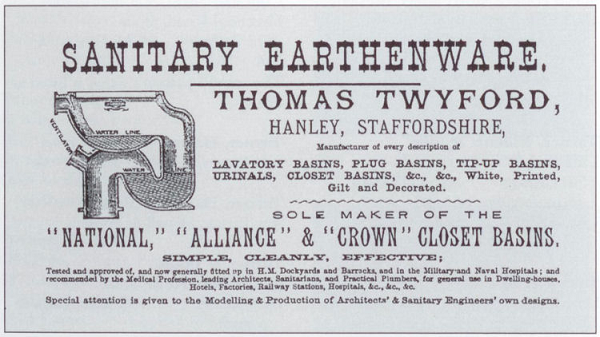 SANITARY EARTHENWARE.
THOMAS TWYFORD,
HANLEY, STAFFORDSHIRE,
Manufacturer of every description of
LAVATORY BASINS, PLUG BASINS, TIP-UP BASINS,
URINALS, CLOSET BASINS, &c., &c., White, Printed,
Gilt and Decorated.
VENTILATOR
WATER LINE
WATER LINE
SOLE MAKER OF THE
"NATIONAL," "ALLIANCE" & "CROWN" CLOSET BASINS.
SIMPLE, CLEANLY, EFFECTIVE;
Tested and approved of, and now generally fitted up in H.M. Dockyards and Barracks, and in the Military and Naval Hospitals; and
recommended by the Medical Profession, leading Architects, Sanitarians, and Practical Plumbers, for general use in Dwelling-houses,
Hotels, Factories, Railway Stations, Hospitals, &c., &c., &c.
Special attention is given to the Modelling & Production of Architects' & Sanitary Engineers' own designs.